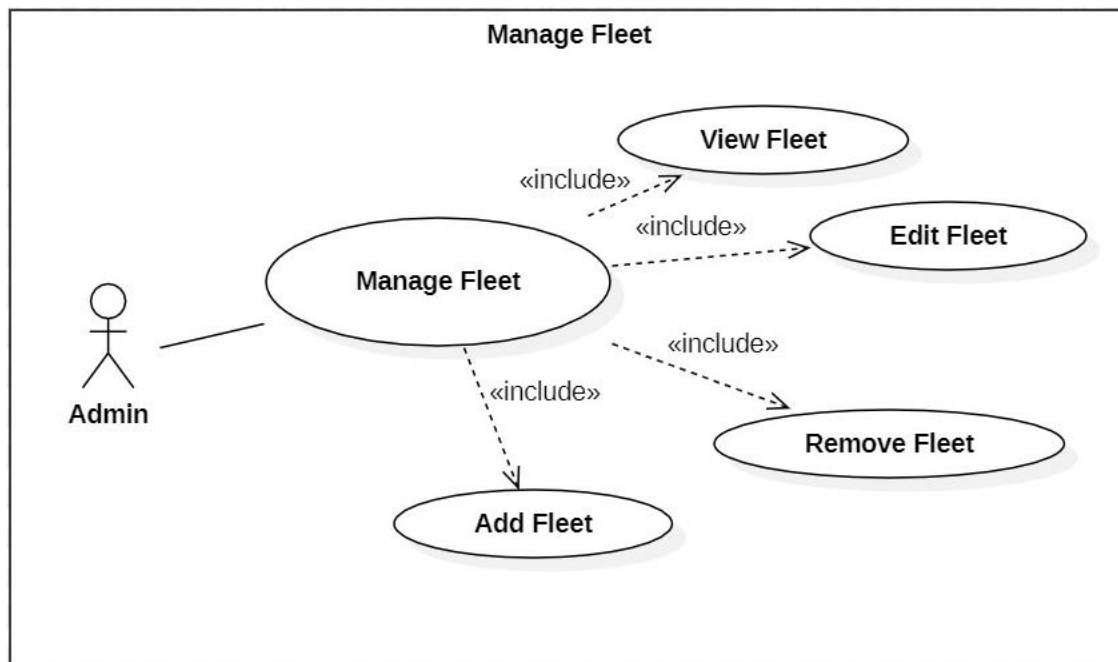 Manage Fleet
View Fleet
«include»
Edit Fleet
«include»
Manage Fleet
«include»
Admin
«include»
Remove Fleet
Add Fleet